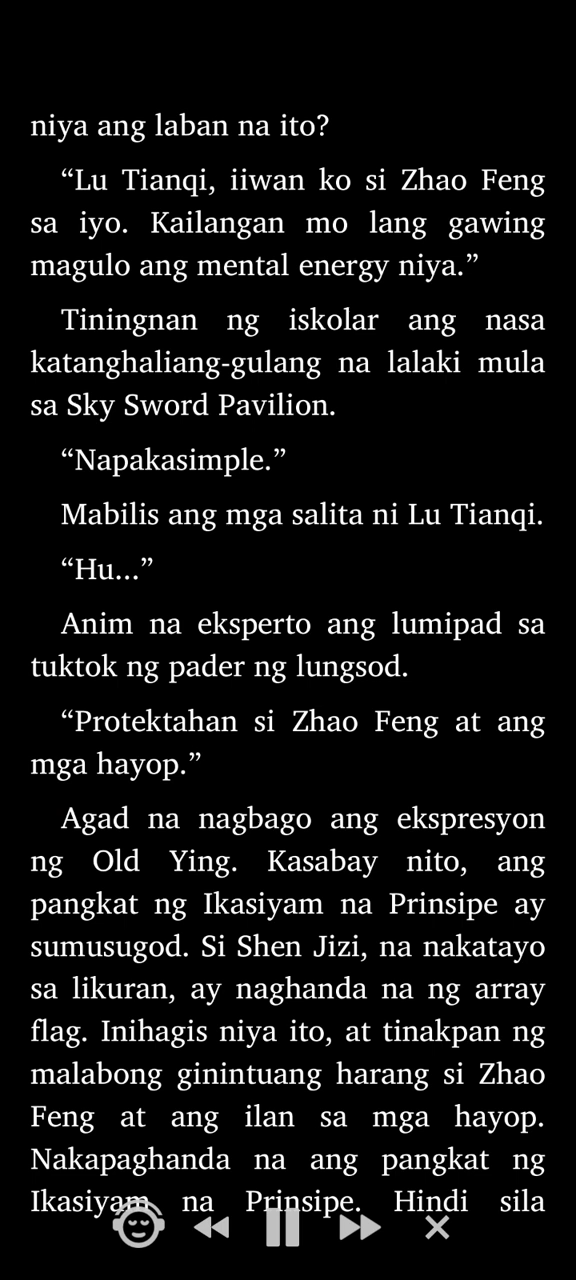 niya ang laban na ito?
“Lu Tianqi, iiwan ko si Zhao Feng
sa iyo. Kailangan mo lang gawing
magulo ang mental energy niya.”
Tiningnan ng iskolar ang nasa
katanghaliang-gulang na lalaki mula
sa Sky Sword Pavilion.
“Napakasimple.”
Mabilis ang mga salita ni Lu Tianqi.
“Hu...”
Anim na eksperto ang lumipad sa
tuktok ng pader ng lungsod.
“Protektahan si Zhao Feng at ang
mga hayop.”
Agad na nagbago ang ekspresyon
ng Old Ying. Kasabay nito, ang
pangkat ng Ikasiyam na Prinsipe ay
sumusugod. Si Shen Jizi, na nakatayo
sa likuran, ay naghanda na ng array
flag. Inihagis niya ito, at tinakpan ng
malabong ginintuang harang si Zhao
Feng at ang ilan sa mga hayop.
Nakapaghanda na ang pangkat ng
Ikasiyam na Prinsipe. Hindi sila